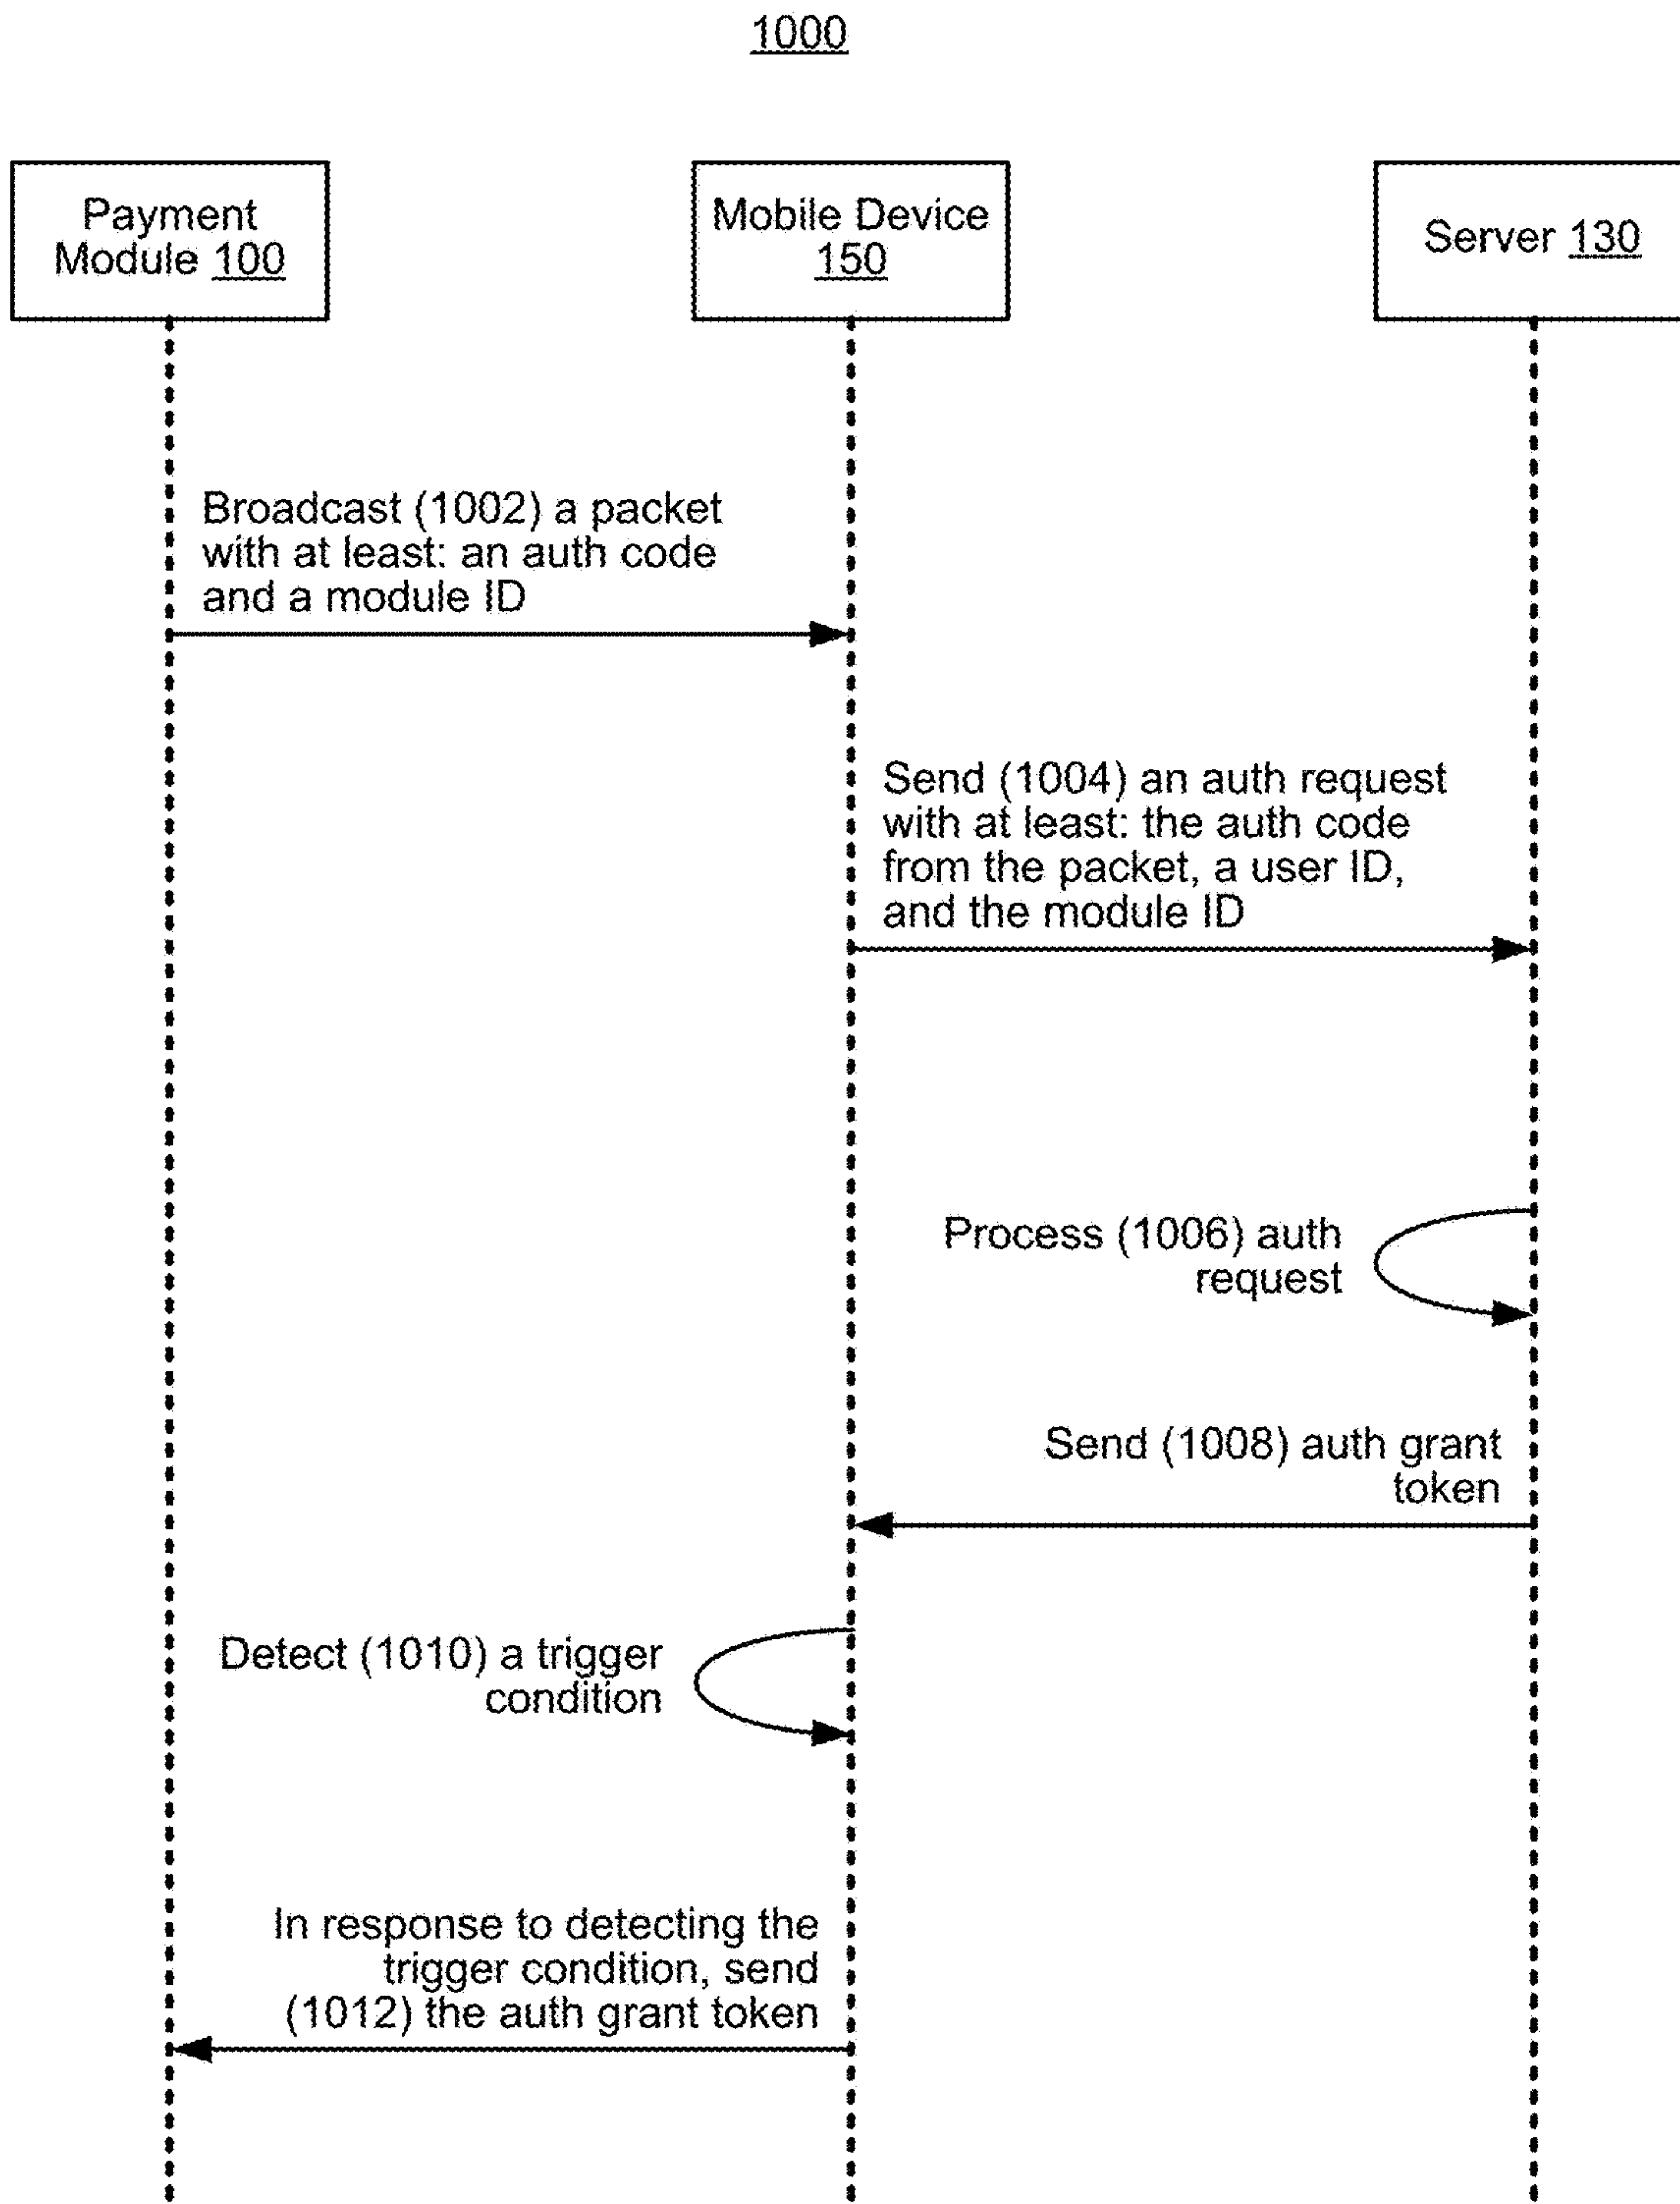 1000
Payment
Module 100
Mobile Device
150
Server 130
Broadcast (1002) a packet
with at least: an auth code
and a module ID
Send (1004) an auth request
with at least: the auth code
from the packet, a user ID,
and the module ID
Process (1006) auth
request
Send (1008) auth grant
token
Detect (1010) a trigger
condition
In response to detecting the
trigger condition, send
(1012) the auth grant token